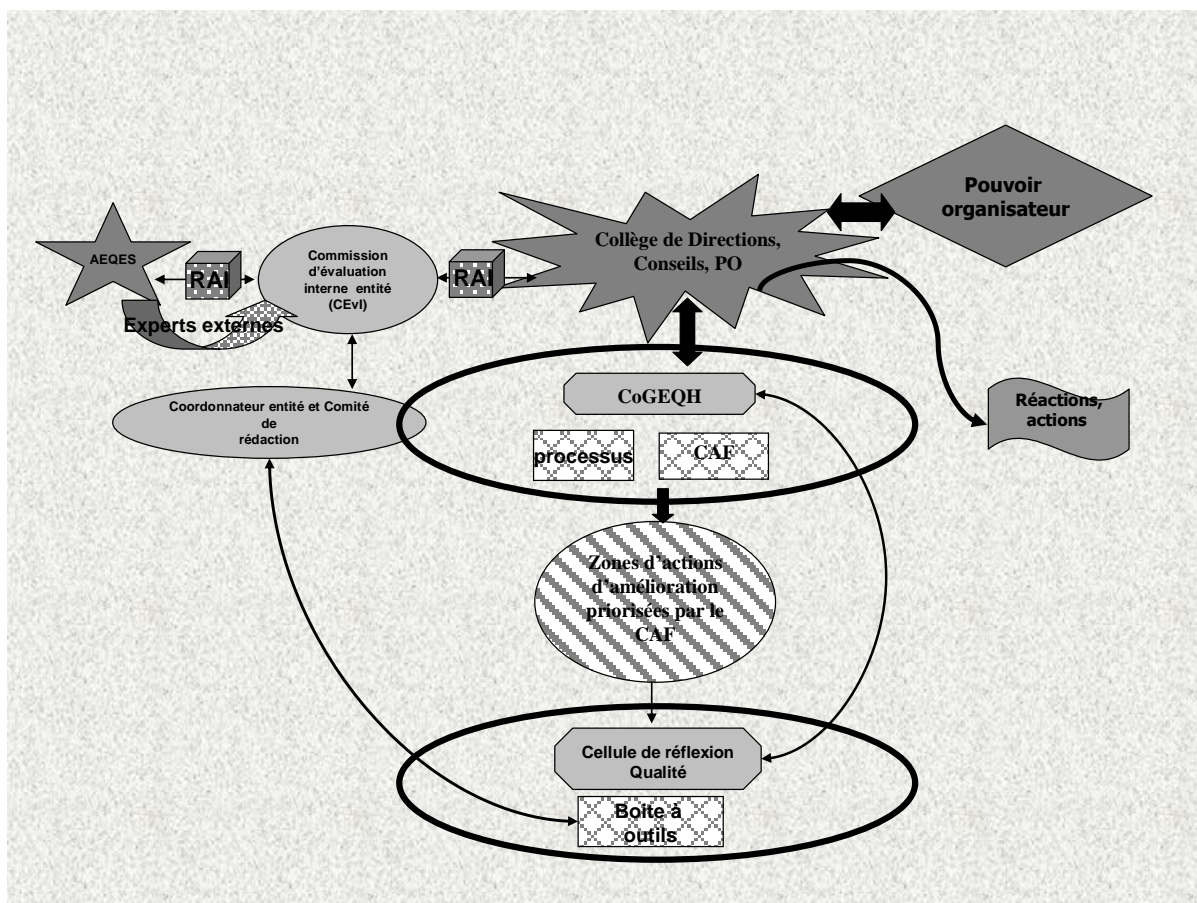 Pouvoir
organisateur
Collège de Directions,
Conseils, PO
AEQES
RAI
Commission
d'évaluation
interne entité
(CEvI)
RAI
Experts externes
Coordonnateur entité et Comité
de
rédaction
CoGEQH
processus
CAF
Réactions,
actions
Zones d'actions
d'amélioration
priorisées par le
CAF
Cellule de réflexion
Qualité
Boite à
outils